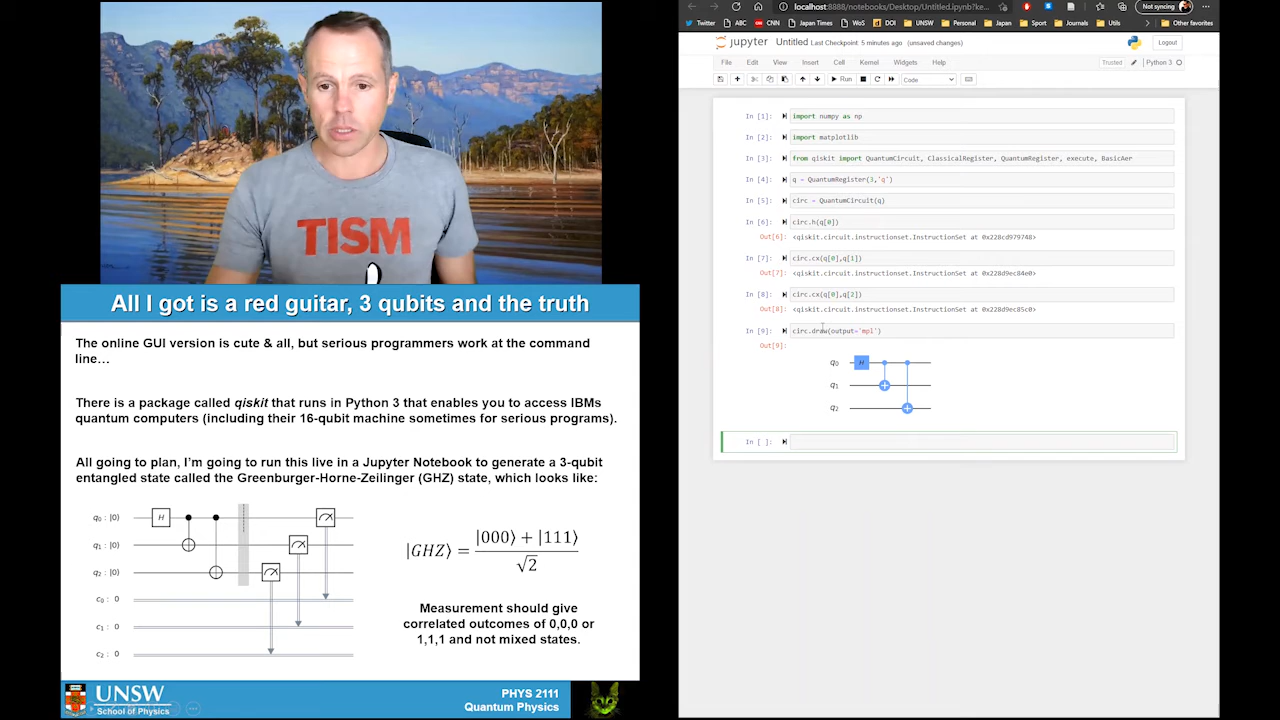 TISM
All I got is a red guitar, 3 qubits and the truth
The online GUI version is cute & all, but serious programmers work at the command
line…
There is a package called qiskit that runs in Python 3 that enables you to access IBMs
quantum computers (including their 16-qubit machine sometimes for serious programs).
All going to plan, I'm going to run this live in a Jupyter Notebook to generate a 3-qubit
entangled state called the Greenburger-Horne-Zeilinger (GHZ) state, which looks like:
q₀ : |0⟩
H
q₁ : |0⟩
q₂ : |0⟩
c₀ : 0
c₁ : 0
c₂ : 0
|GHZ⟩ = |000⟩ + |111⟩
√2
Measurement should give
correlated outcomes of 0,0,0 or
1,1,1 and not mixed states.
UNSW
School of Physics
PHYS 2111
Quantum Physics
localhost:8888/notebooks/Desktop/Untitled.ipynb?ke…
Not syncing
Twitter ABC CNN Japan Times WoS UNSW Personal Japan Sport Journals Utils Other favorites
jupyter Untitled Last Checkpoint: 5 minutes ago (unsaved changes)
Logout
File Edit View Insert Cell Kernel Widgets Help
Trusted Python 3
Run Code
In [1]: import numpy as np
In [2]: import matplotlib
In [3]: from qiskit import QuantumCircuit, ClassicalRegister, QuantumRegister, execute, BasicAer
In [4]: q = QuantumRegister(3,'q')
In [5]: circ = QuantumCircuit(q)
In [6]: circ.h(q[0])
Out[6]: <qiskit.circuit.instructionset.InstructionSet at 0x228cd979748>
In [7]: circ.cx(q[0],q[1])
Out[7]: <qiskit.circuit.instructionset.InstructionSet at 0x228d9ec84e0>
In [8]: circ.cx(q[0],q[2])
Out[8]: <qiskit.circuit.instructionset.InstructionSet at 0x228d9ec85c0>
In [9]: circ.draw(output='mpl')
Out[9]:
q₀
H
q₁
q₂
In [ ]: